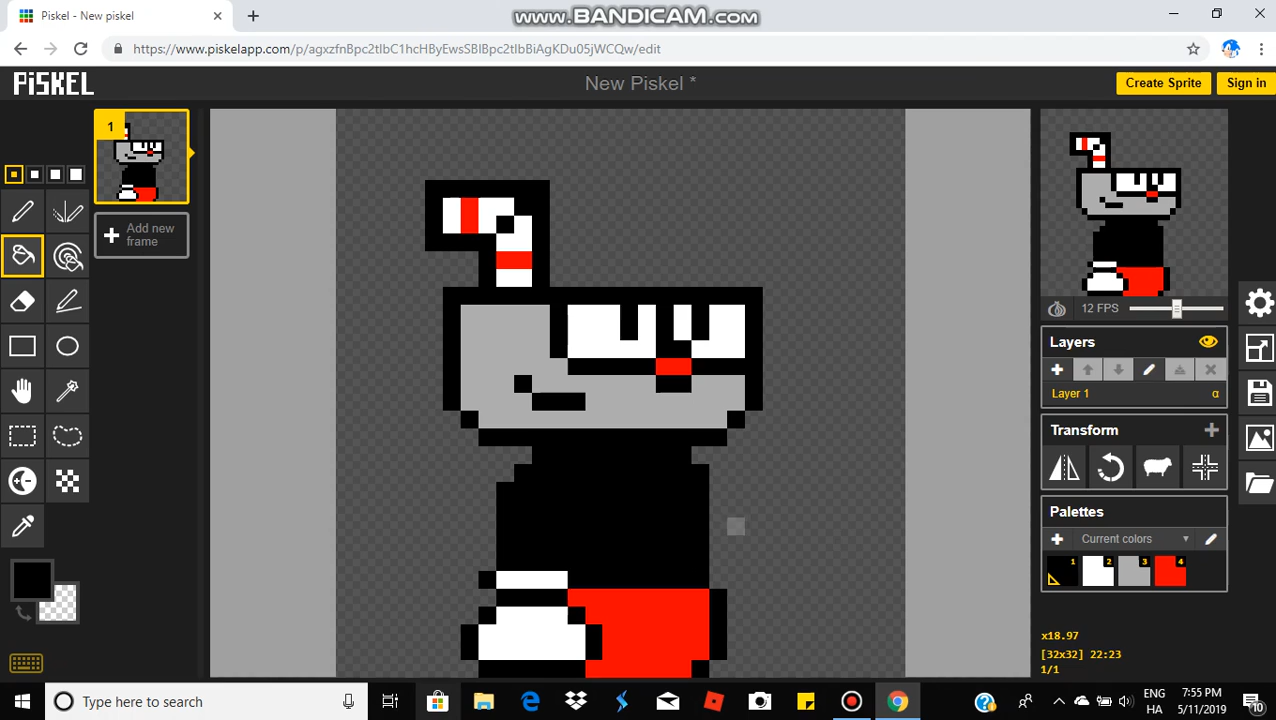 Piskel - New piskel
www.BANDICAM.com
https://www.piskelapp.com/p/agxzfnBpc2tlbC1hcHByEwsSBlBpc2tlbBiAgKDu05jWCQw/edit
PiSKEL
New Piskel *
Create Sprite
Sign in
1
Add new
frame
12 FPS
Layers
Layer 1
α
Transform
Palettes
Current colors
1
2
3
4
x18.97
[32x32] 22:23
1/1
Type here to search
ENG
HA
7:55 PM
5/11/2019
10